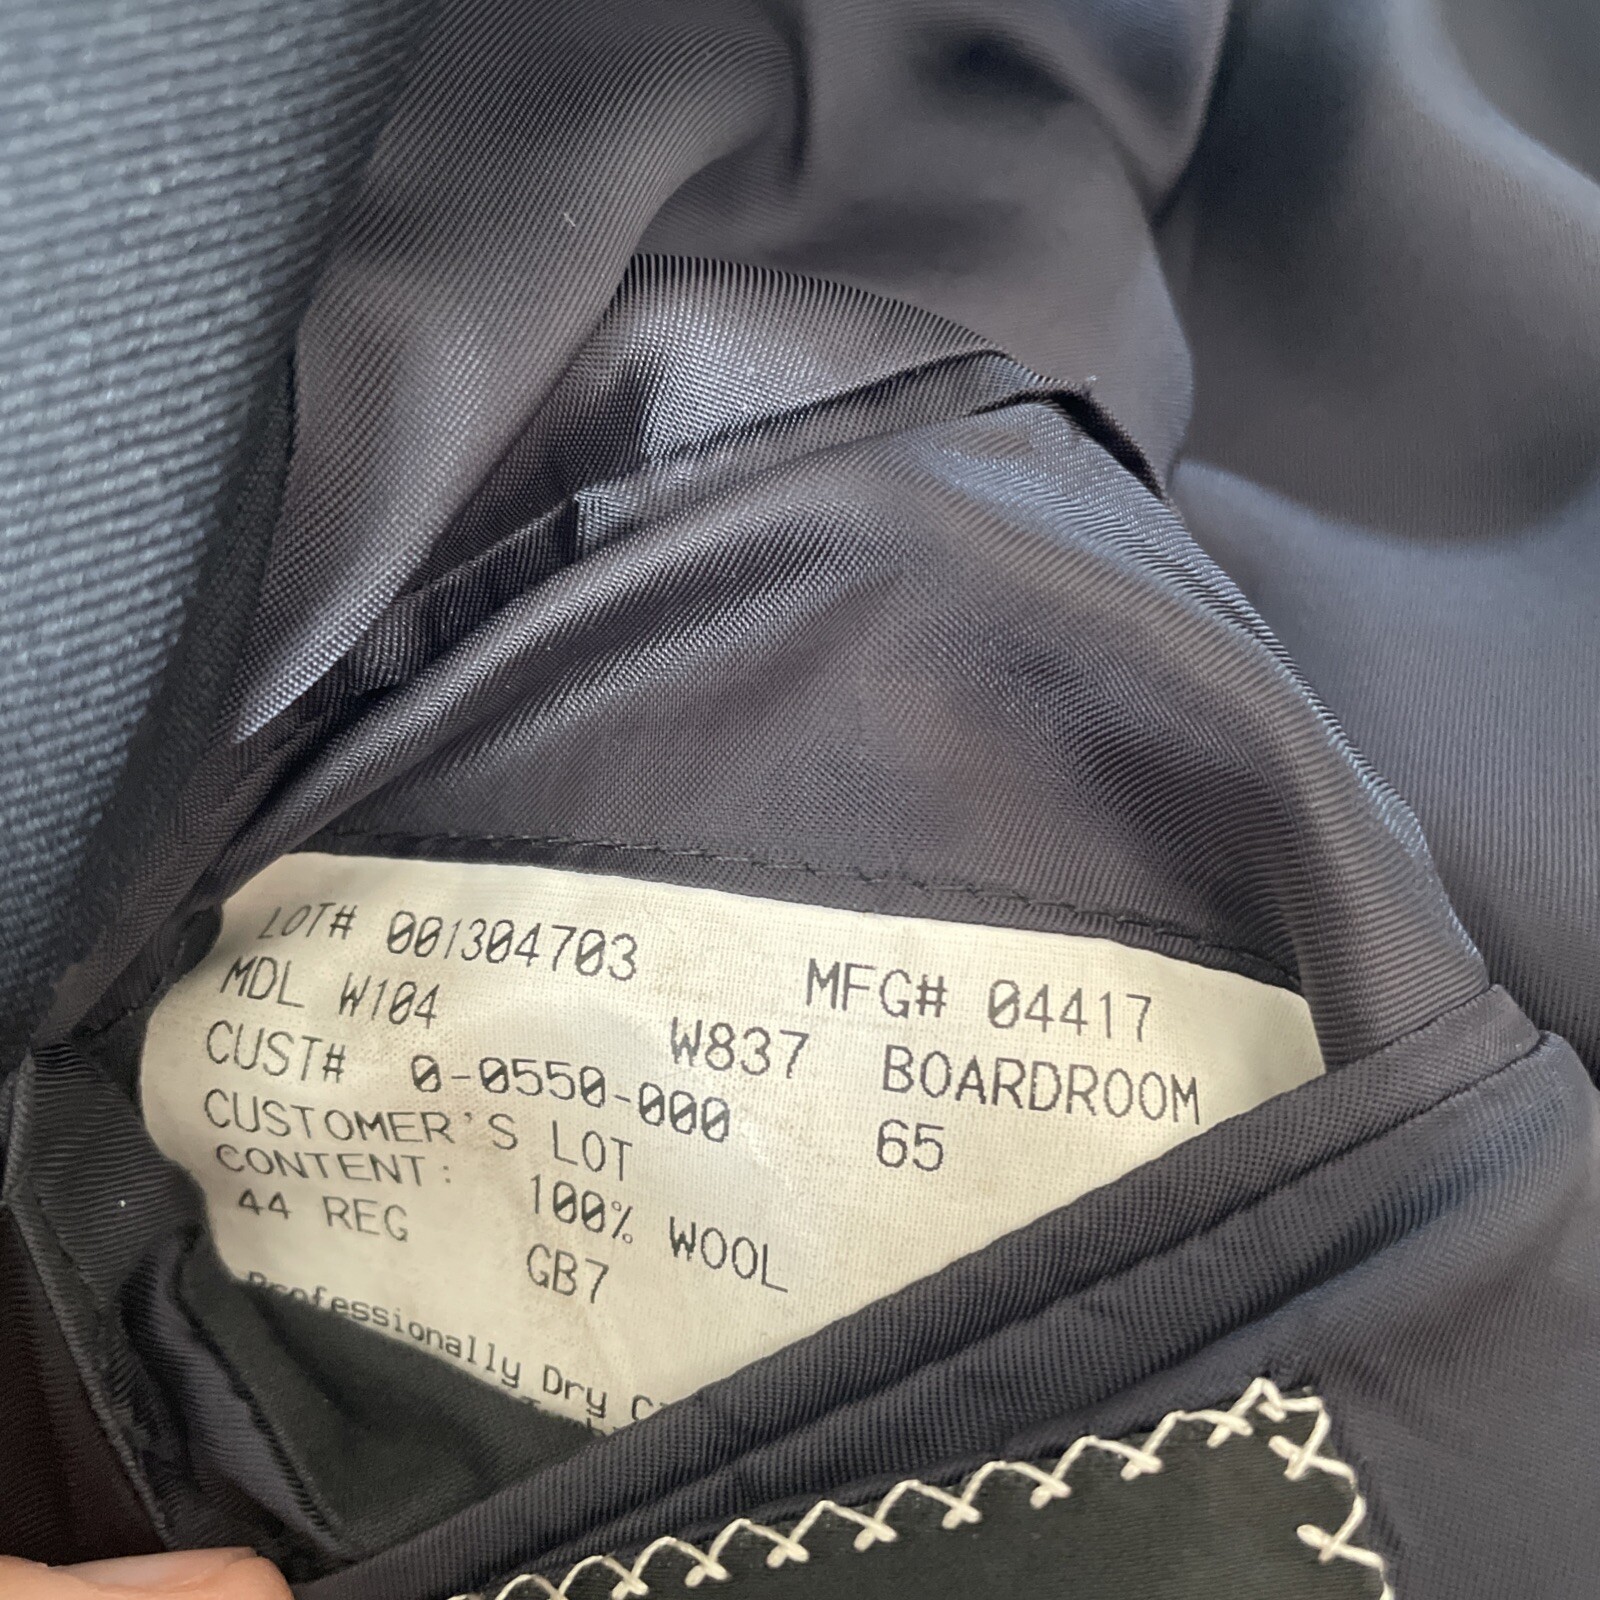 LOT# 001304703 MFG# 04417
MDL W104 W837 BOARDROOM
CUST# 0-0550-000 65
CUSTOMER'S LOT
CONTENT: 100% WOOL
44 REG GB7
Professionally Dry